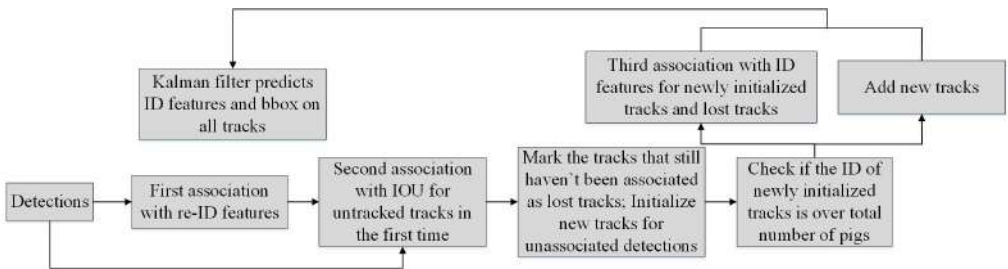 Kalman filter predicts
ID features and bbox on
all tracks
Third association with ID
features for newly initialized
tracks and lost tracks
Add new tracks
Detections
First association
with re-ID features
Second association
with IOU for
untracked tracks in
the first time
Mark the tracks that still
haven`t been associated
as lost tracks; Initialize
new tracks for
unassociated detections
Check if the ID of
newly initialized
tracks is over total
number of pigs